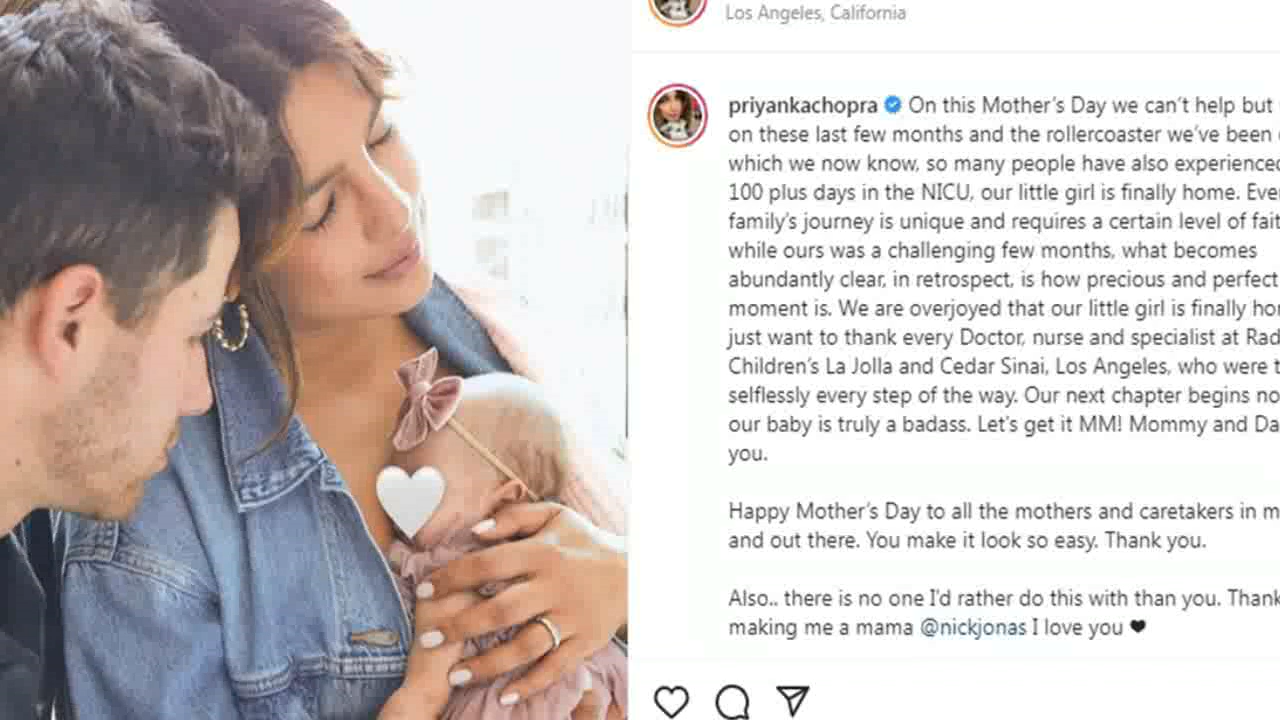 Los Angeles, California
priyankachopra On this Mother's Day we can't help but
on these last few months and the rollercoaster we've been
which we now know, so many people have also experienced
100 plus days in the NICU, our little girl is finally home. Eve
family's journey is unique and requires a certain level of fait
while ours was a challenging few months, what becomes
abundantly clear, in retrospect, is how precious and perfect
moment is. We are overjoyed that our little girl is finally ho
just want to thank every Doctor, nurse and specialist at Rad
Children's La Jolla and Cedar Sinai, Los Angeles, who were t
selflessly every step of the way. Our next chapter begins no
our baby is truly a badass. Let's get it MM! Mommy and Da
you.
Happy Mother's Day to all the mothers and caretakers in m
and out there. You make it look so easy. Thank you.
Also.. there is no one I'd rather do this with than you. Thank
making me a mama @nickjonas I love you 🖤